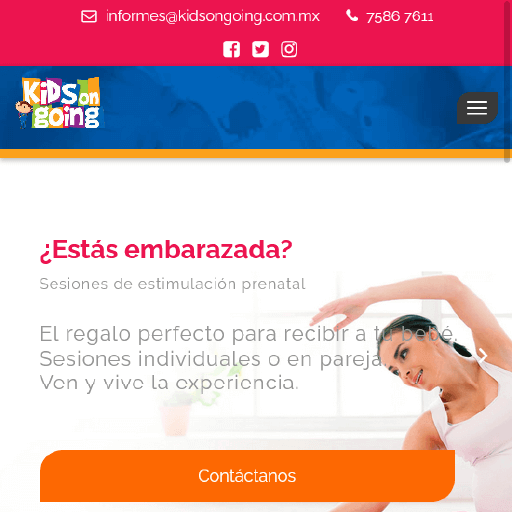 informes@kidsongoing.com.mx 7586 7611
KiDS on
going
¿Estás embarazada?
Sesiones de estimulación prenatal
El regalo perfecto para recibir a tu bebé.
Sesiones individuales o en pareja
Ven y vive la experiencia.
Contáctanos